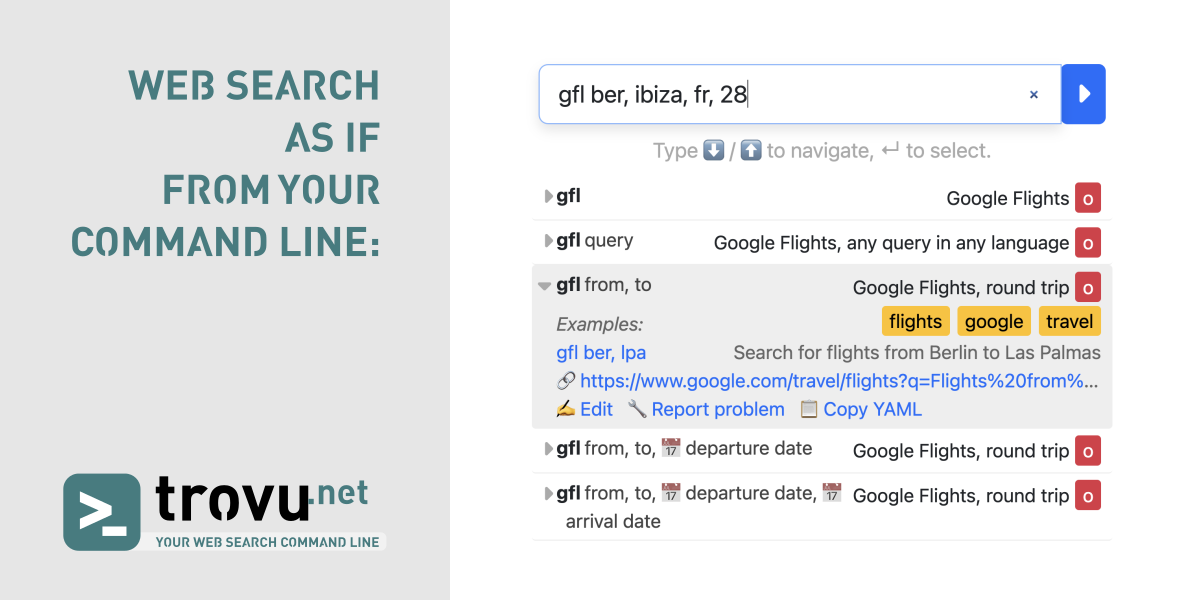 WEB SEARCH
AS IF
FROM YOUR
COMMAND LINE:
trovu.net
YOUR WEB SEARCH COMMAND LINE
gfl ber, ibiza, fr, 28
×
Type ⬇️ / ⬆️ to navigate, ↵ to select.
gfl Google Flights o
gfl query Google Flights, any query in any language o
gfl from, to Google Flights, round trip o
flights google travel
Examples:
gfl ber, lpa Search for flights from Berlin to Las Palmas
🔗 https://www.google.com/travel/flights?q=Flights%20from%...
✍️ Edit 🔧 Report problem 📋 Copy YAML
gfl from, to, 📅 departure date Google Flights, round trip o
gfl from, to, 📅 departure date, 📅 Google Flights, round trip o
arrival date